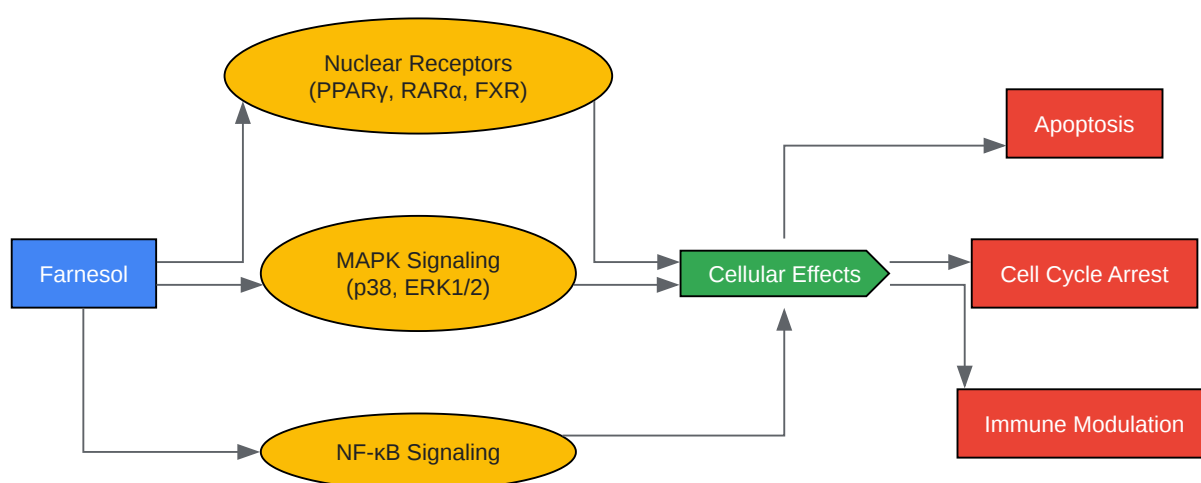 Nuclear Receptors
(PPARγ, RARα, FXR)
Apoptosis
Farnesol
MAPK Signaling
(p38, ERK1/2)
Cellular Effects
Cell Cycle Arrest
NF-κB Signaling
Immune Modulation